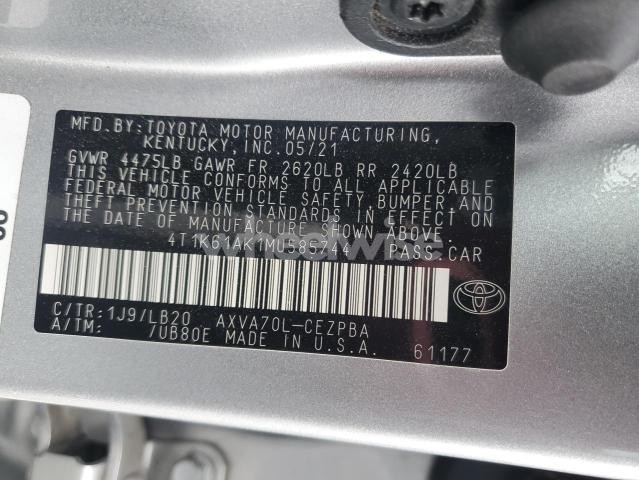 MFD. BY: TOYOTA MOTOR MANUFACTURING,
KENTUCKY, INC. 05/21
GVWR 4475LB GAWR FR 2620LB RR 2420LB
THIS VEHICLE CONFORMS TO ALL APPLICABLE
FEDERAL MOTOR VEHICLE SAFETY, BUMPER, AND
THEFT PREVENTION STANDARDS IN EFFECT ON
THE DATE OF MANUFACTURE SHOWN ABOVE.
PASS.CAR
C/TR: 1J9/LB20 AXVA70L-CEZPBA
A/TM: /UB80E MADE IN U.S.A. 61177